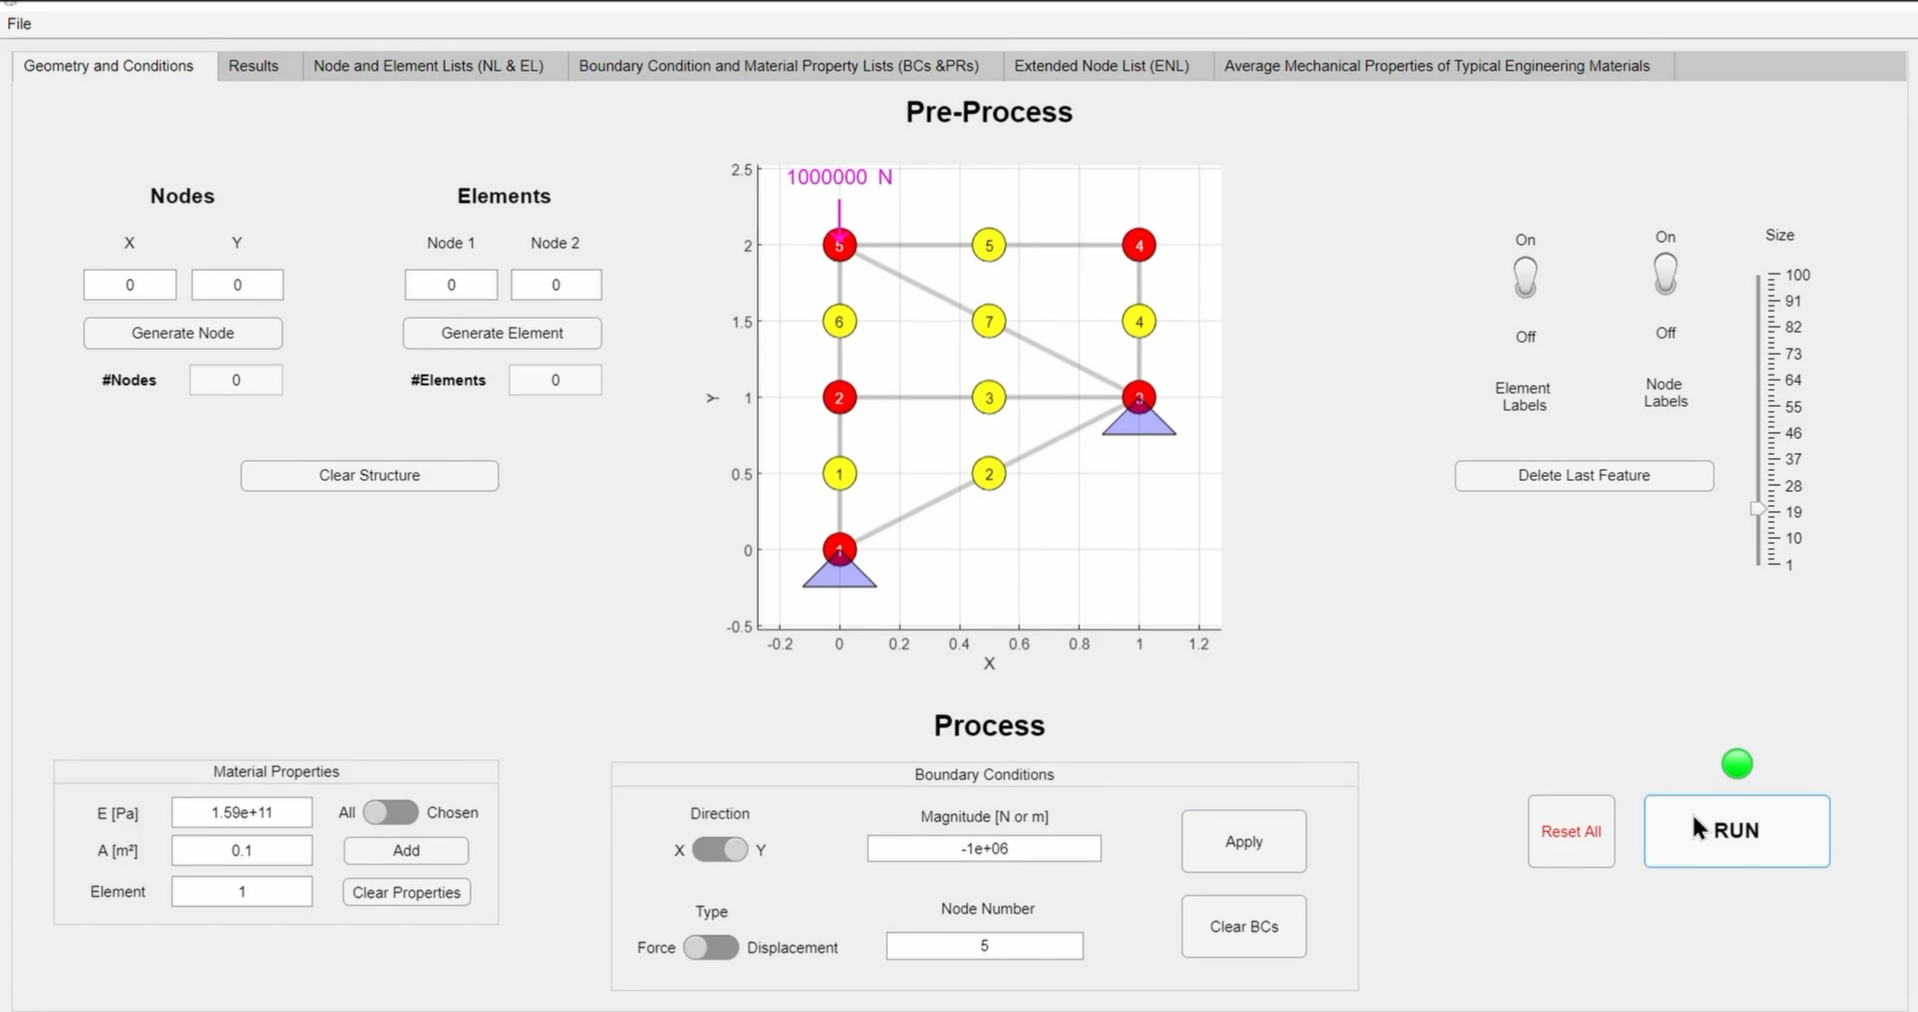 File
Geometry and Conditions Results Node and Element Lists (NL & EL) Boundary Condition and Material Property Lists (BCs &PRs) Extended Node List (ENL) Average Mechanical Properties of Typical Engineering Materials
Pre-Process
Nodes
X Y
0 0
Generate Node
#Nodes 0
Elements
Node 1 Node 2
0 0
Generate Element
#Elements 0
Clear Structure
1000000 N
2.5
2
1.5
1
0.5
0
-0.5
Y
5 5 4
6 7 4
2 3 3
1 2
1
-0.2 0 0.2 0.4 0.6 0.8 1 1.2
X
On On
Off Off
Element
Labels
Node
Labels
Delete Last Feature
Size
100
91
82
73
64
55
46
37
28
19
10
1
Process
Material Properties
E [Pa] 1.59e+11 All Chosen
A [m²] 0.1 Add
Element 1 Clear Properties
Boundary Conditions
Direction
X Y
Magnitude [N or m]
-1e+06
Apply
Type
Force Displacement
Node Number
5
Clear BCs
Reset All
RUN